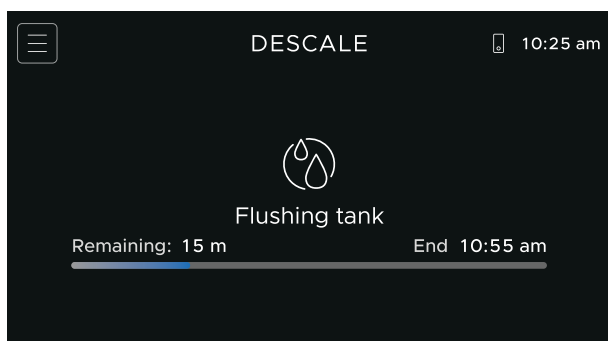 DESCALE
10:25 am
Flushing tank
Remaining: 15 m
End 10:55 am